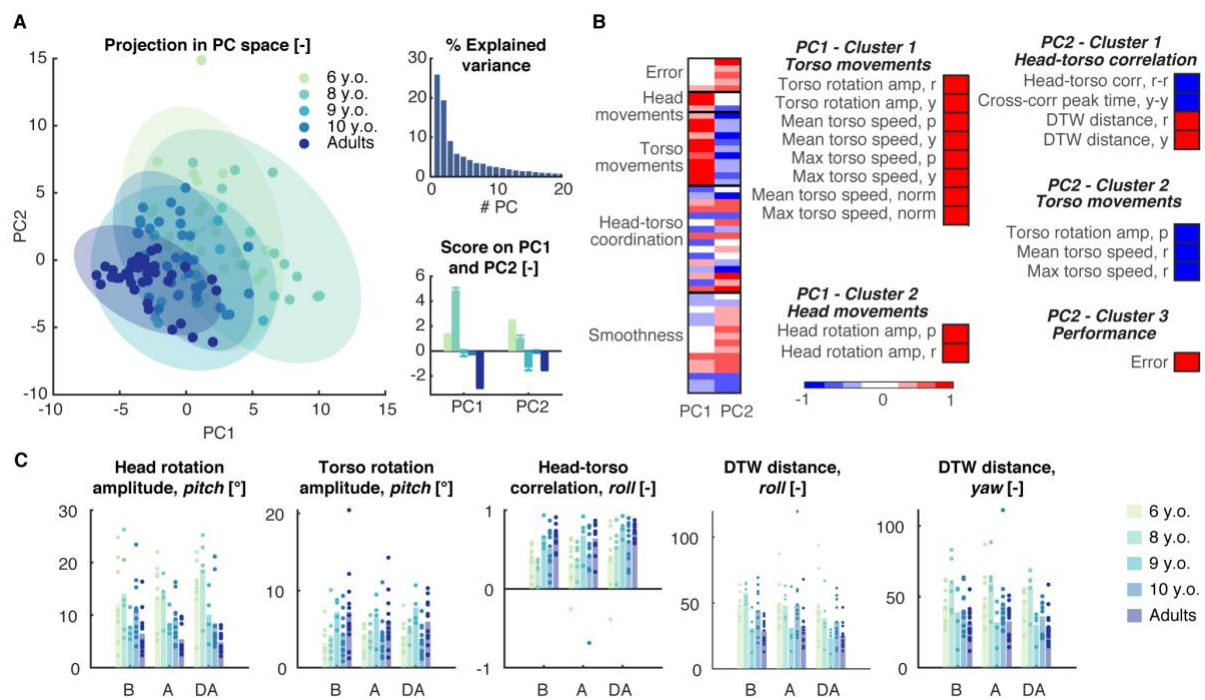 A
Projection in PC space [-]
15
10
5
0
-5
-10
-10
-5
0
5
10
15
PC2
PC1
6 y.o.
8 y.o.
9 y.o.
10 y.o.
Adults
% Explained
variance
30
20
10
0
0
10
20
# PC
Score on PC1
and PC2 [-]
6
4
2
0
-2
PC1
PC2
B
Error
Head
movements
Torso
movements
Head-torso
coordination
Smoothness
PC1 PC2
PC1 - Cluster 1
Torso movements
Torso rotation amp, r
Torso rotation amp, y
Mean torso speed, p
Mean torso speed, y
Max torso speed, p
Max torso speed, y
Mean torso speed, norm
Max torso speed, norm
PC1 - Cluster 2
Head movements
Head rotation amp, p
Head rotation amp, r
-1
0
1
PC2 - Cluster 1
Head-torso correlation
Head-torso corr, r-r
Cross-corr peak time, y-y
DTW distance, r
DTW distance, y
PC2 - Cluster 2
Torso movements
Torso rotation amp, p
Mean torso speed, r
Max torso speed, r
PC2 - Cluster 3
Performance
Error
C
Head rotation
amplitude, pitch [°]
30
20
10
0
B A DA
Torso rotation
amplitude, pitch [°]
20
10
0
B A DA
Head-torso
correlation, roll [-]
1
0
-1
B A DA
DTW distance,
roll [-]
100
50
0
B A DA
DTW distance,
yaw [-]
100
50
0
B A DA
6 y.o.
8 y.o.
9 y.o.
10 y.o.
Adults